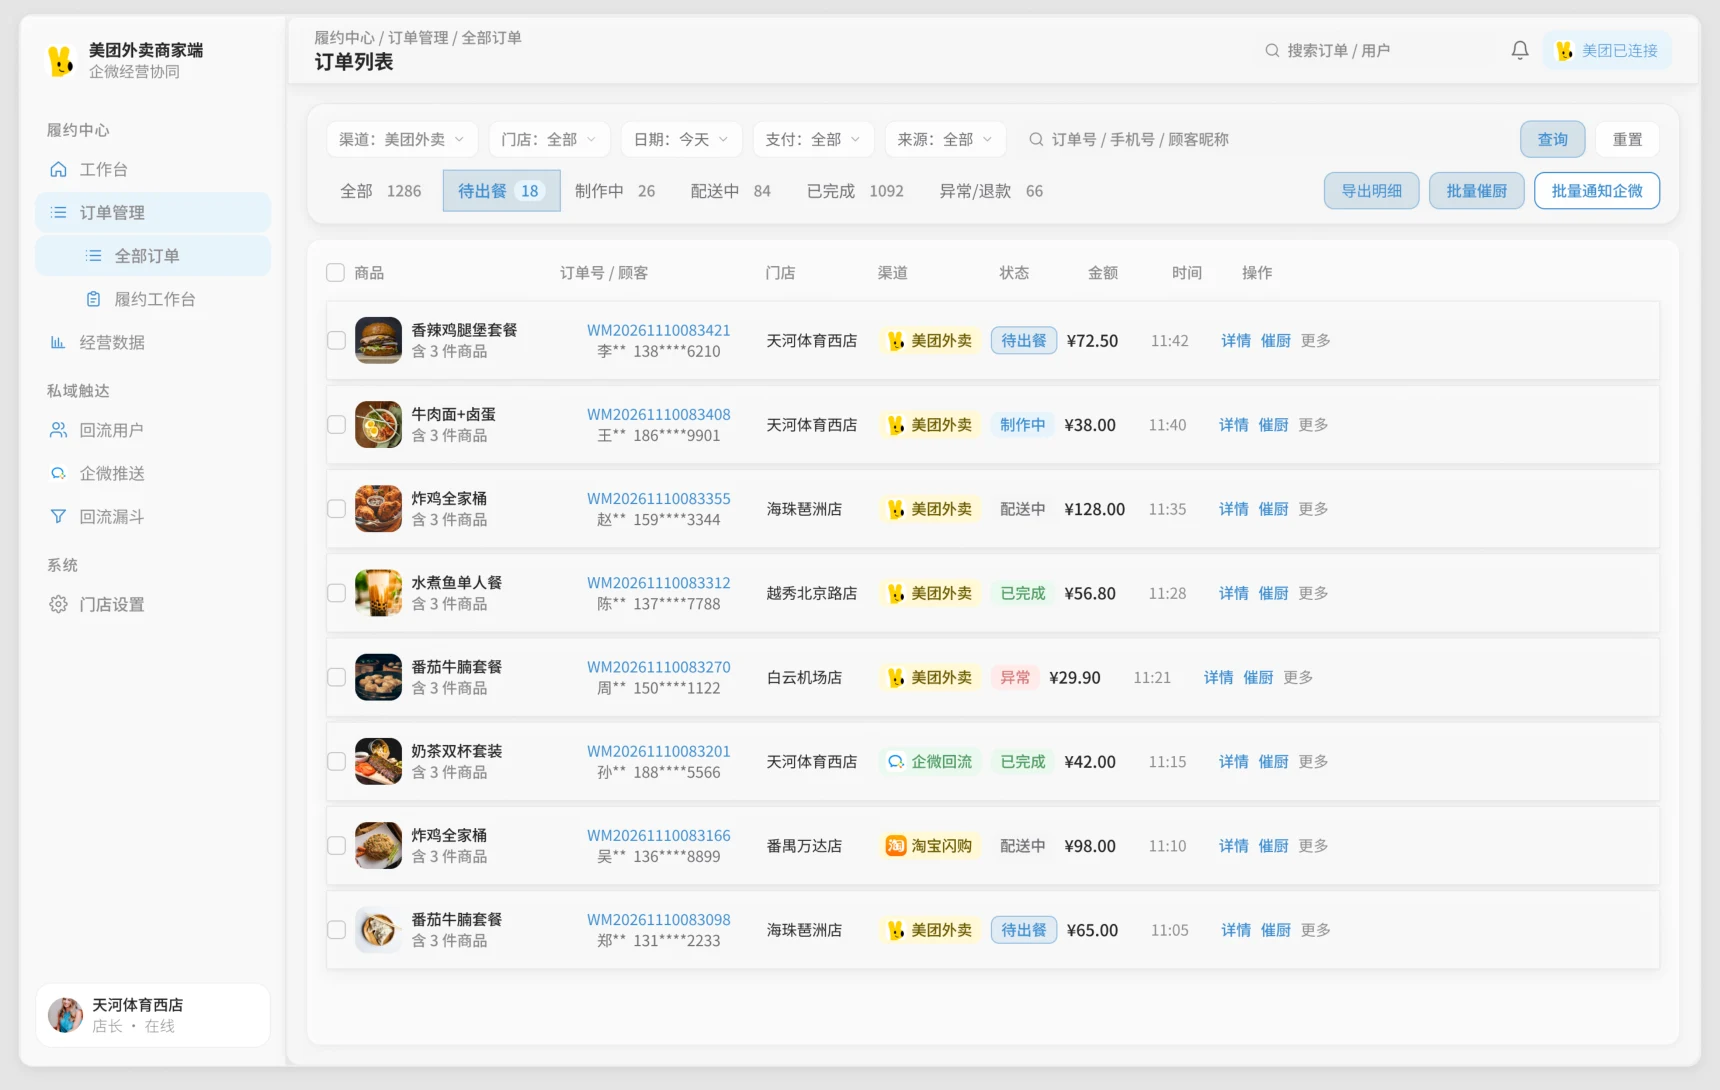 美团外卖商家端
企微经营协同
履约中心
工作台
订单管理
全部订单
履约工作台
经营数据
私域触达
回流用户
企微推送
回流漏斗
系统
门店设置
天河体育西店
店长 · 在线
履约中心 / 订单管理 / 全部订单
订单列表
搜索订单 / 用户
美团已连接
渠道：美团外卖 门店：全部 日期：今天 支付：全部 来源：全部 订单号 / 手机号 / 顾客昵称 查询 重置
全部 1286 待出餐 18 制作中 26 配送中 84 已完成 1092 异常/退款 66 导出明细 批量催厨 批量通知企微
商品 订单号 / 顾客 门店 渠道 状态 金额 时间 操作
香辣鸡腿堡套餐 WM20261110083421
天河体育西店 美团外卖 待出餐 ¥72.50 11:42 详情 催厨 更多
含 3 件商品 李** 138****6210
牛肉面+卤蛋 WM20261110083408
天河体育西店 美团外卖 制作中 ¥38.00 11:40 详情 催厨 更多
含 3 件商品 王** 186****9901
炸鸡全家桶 WM20261110083355
海珠琶洲店 美团外卖 配送中 ¥128.00 11:35 详情 催厨 更多
含 3 件商品 赵** 159****3344
水煮鱼单人餐 WM20261110083312
越秀北京路店 美团外卖 已完成 ¥56.80 11:28 详情 催厨 更多
含 3 件商品 陈** 137****7788
番茄牛腩套餐 WM20261110083270
白云机场店 美团外卖 异常 ¥29.90 11:21 详情 催厨 更多
含 3 件商品 周** 150****1122
奶茶双杯套装 WM20261110083201
天河体育西店 企微回流 已完成 ¥42.00 11:15 详情 催厨 更多
含 3 件商品 孙** 188****5566
炸鸡全家桶 WM20261110083166
番禺万达店 淘 淘宝闪购 配送中 ¥98.00 11:10 详情 催厨 更多
含 3 件商品 吴** 136****8899
番茄牛腩套餐 WM20261110083098
海珠琶洲店 美团外卖 待出餐 ¥65.00 11:05 详情 催厨 更多
含 3 件商品 郑** 131****2233